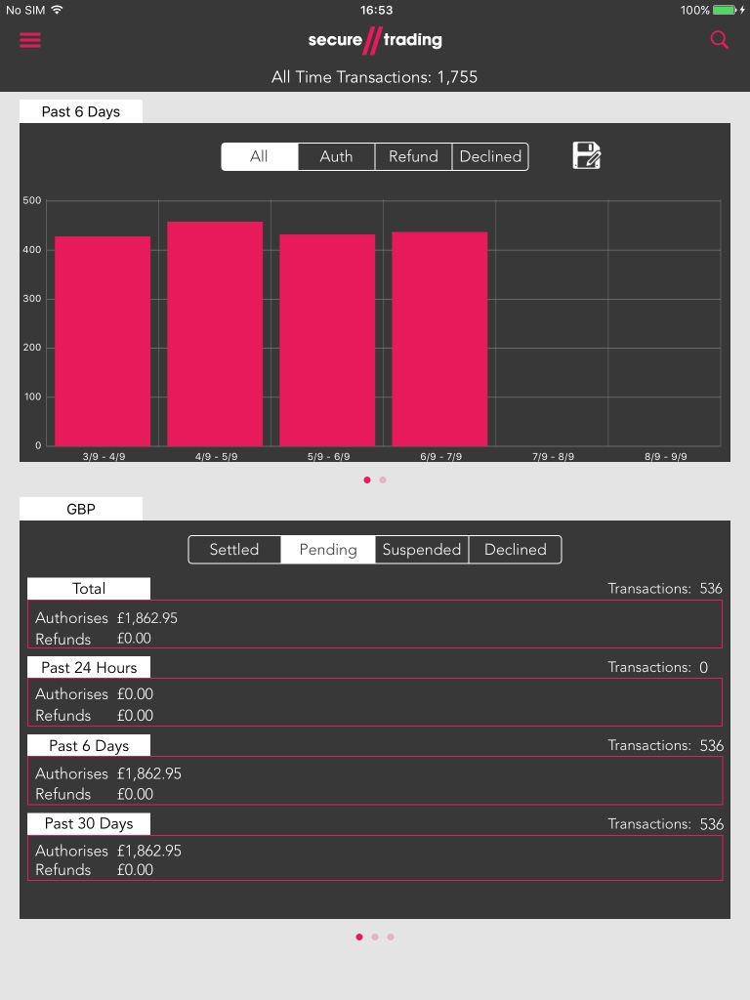 No SIM 16:53 100%
secure//trading
All Time Transactions: 1,755
Past 6 Days
All Auth Refund Declined
500
400
300
200
100
0
3/9 - 4/9 4/9 - 5/9 5/9 - 6/9 6/9 - 7/9 7/9 - 8/9 8/9 - 9/9
GBP
Settled Pending Suspended Declined
Total Transactions: 536
Authorises £1,862.95
Refunds £0.00
Past 24 Hours Transactions: 0
Authorises £0.00
Refunds £0.00
Past 6 Days Transactions: 536
Authorises £1,862.95
Refunds £0.00
Past 30 Days Transactions: 536
Authorises £1,862.95
Refunds £0.00